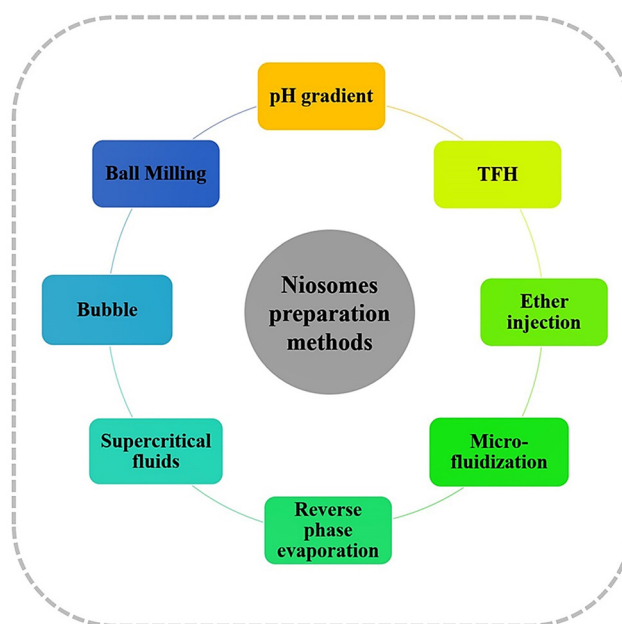 pH gradient
TFH
Ether
injection
Micro-
fluidization
Reverse
phase
evaporation
Supercritical
fluids
Bubble
Ball Milling
Niosomes
preparation
methods